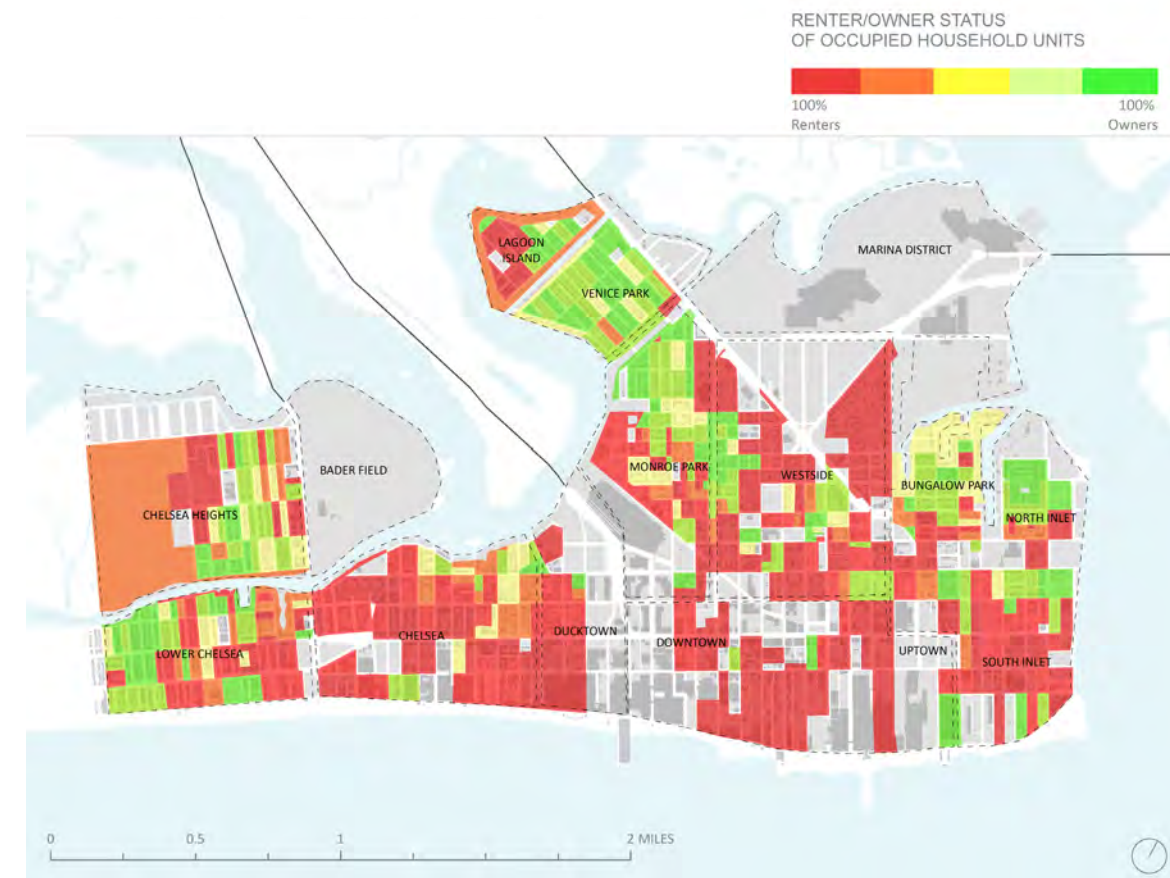 RENTER/OWNER STATUS
OF OCCUPIED HOUSEHOLD UNITS
100%
Renters
100%
Owners
LAGOON
ISLAND
MARINA DISTRICT
VENICE PARK
BADER FIELD
MONROE PARK
WESTSIDE
BUNGALOW PARK
CHELSEA HEIGHTS
NORTH INLET
CHELSEA
DUCKTOWN
DOWNTOWN
UPTOWN
LOWER CHELSEA
SOUTH INLET
0
0.5
1
2 MILES